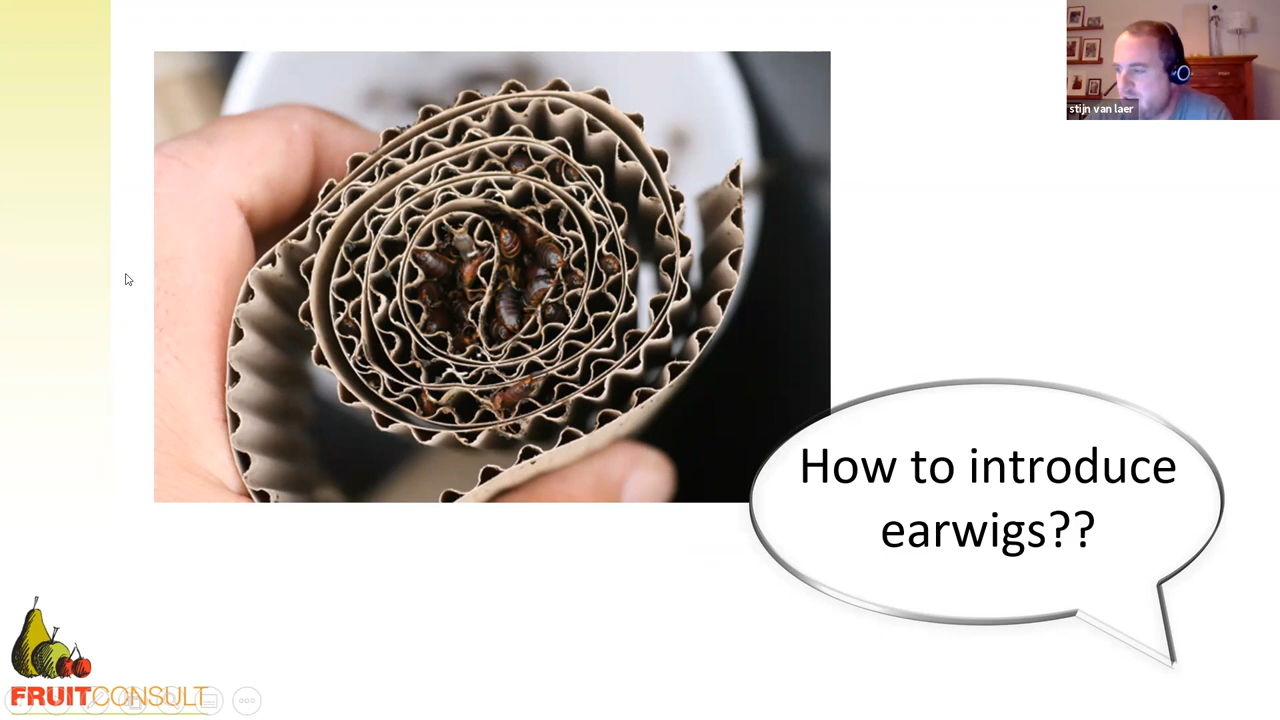 stijn van laer
How to introduce
earwigs??
FRUITCONSULT